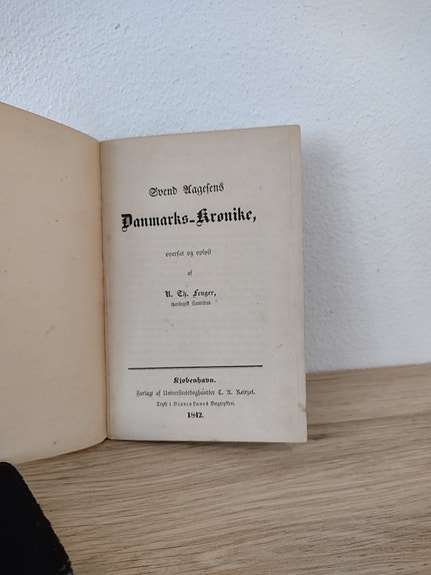 Svend Aagesens
Danmarks-Kronike,
oversat og oplyst
af
R. Th. Fenger,
theologisk Candidat.
Kjøbenhavn.
Forlagt af Universitetsboghandler C. A. Reitzel.
Trykt i Bianco Lunos Bogtrykkeri.
1842.